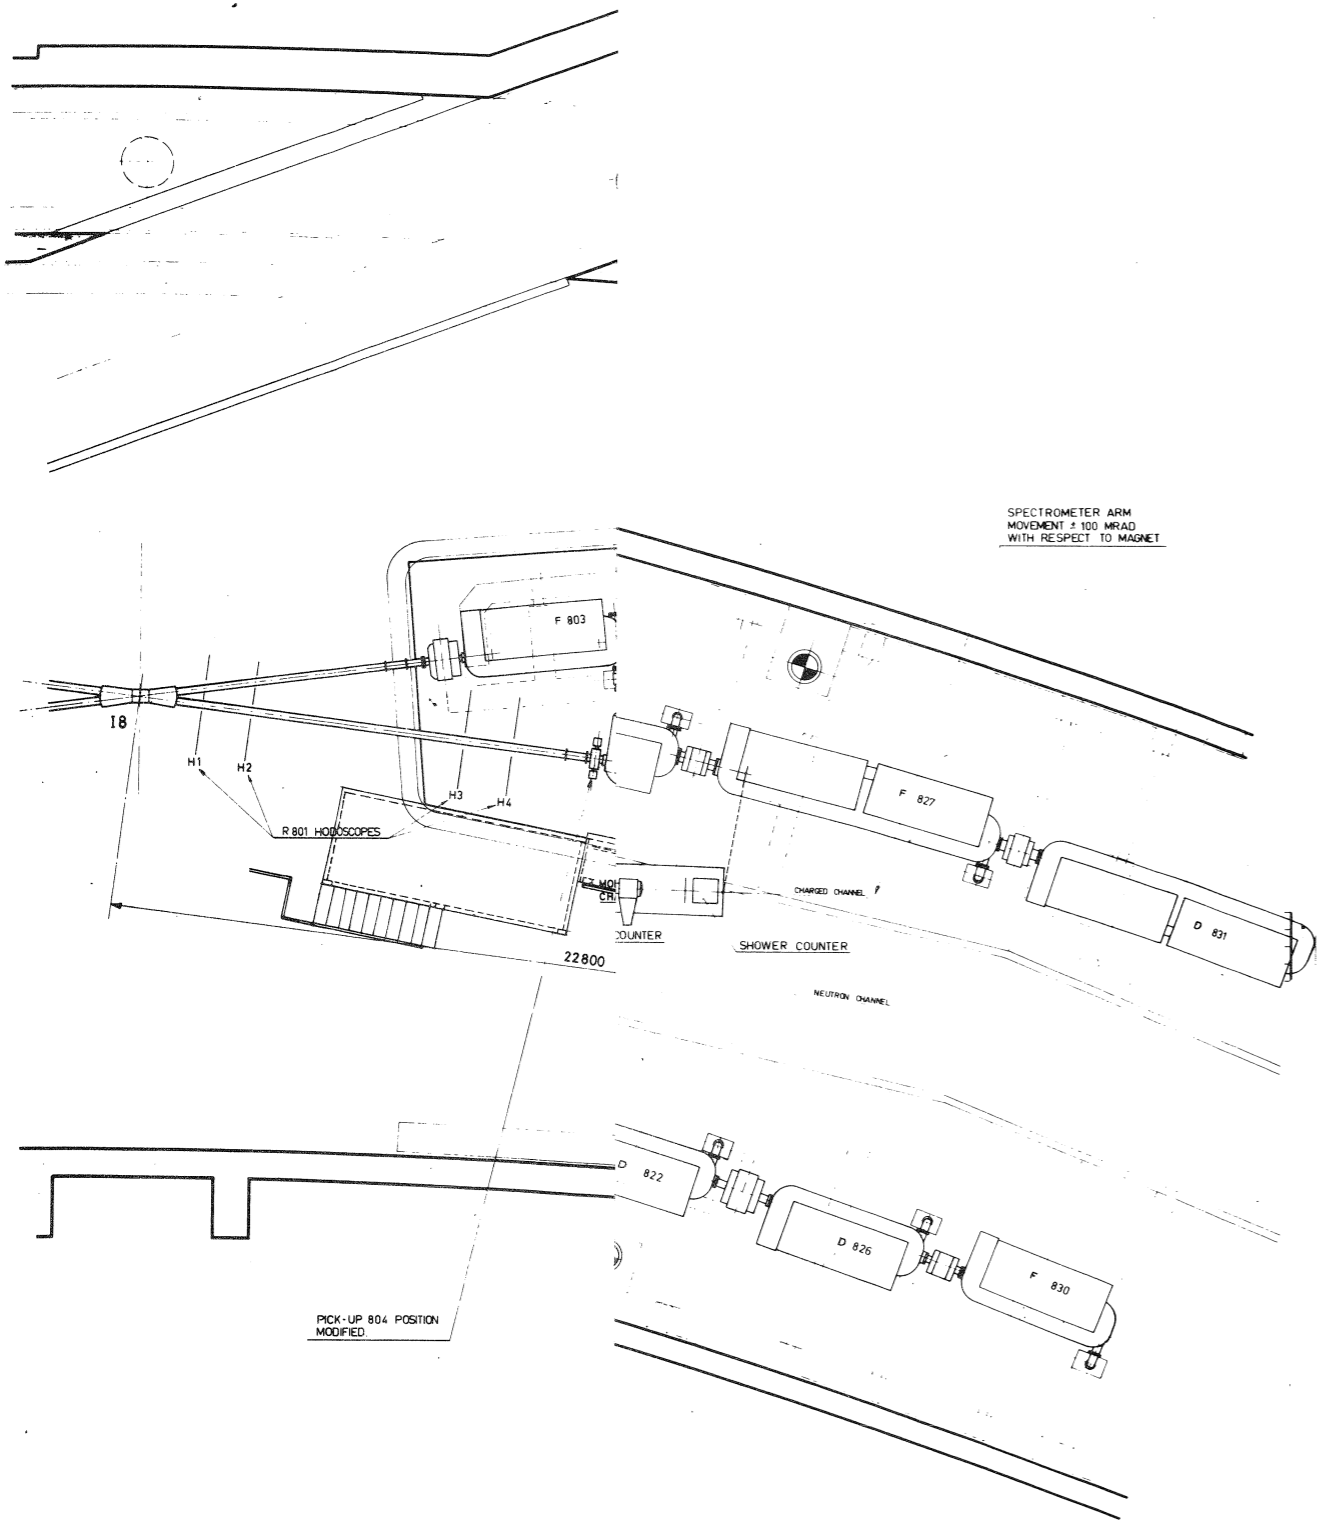 SPECTROMETER ARM
MOVEMENT ± 100 MRAD
WITH RESPECT TO MAGNET
F 803
I8
H1
H2
H3
H4
R 801 HODOSCOPES
F 827
D 831
CHARGED CHANNEL
COUNTER
SHOWER COUNTER
22800
NEUTRON CHANNEL
D 822
D 826
F 830
PICK-UP 804 POSITION
MODIFIED.